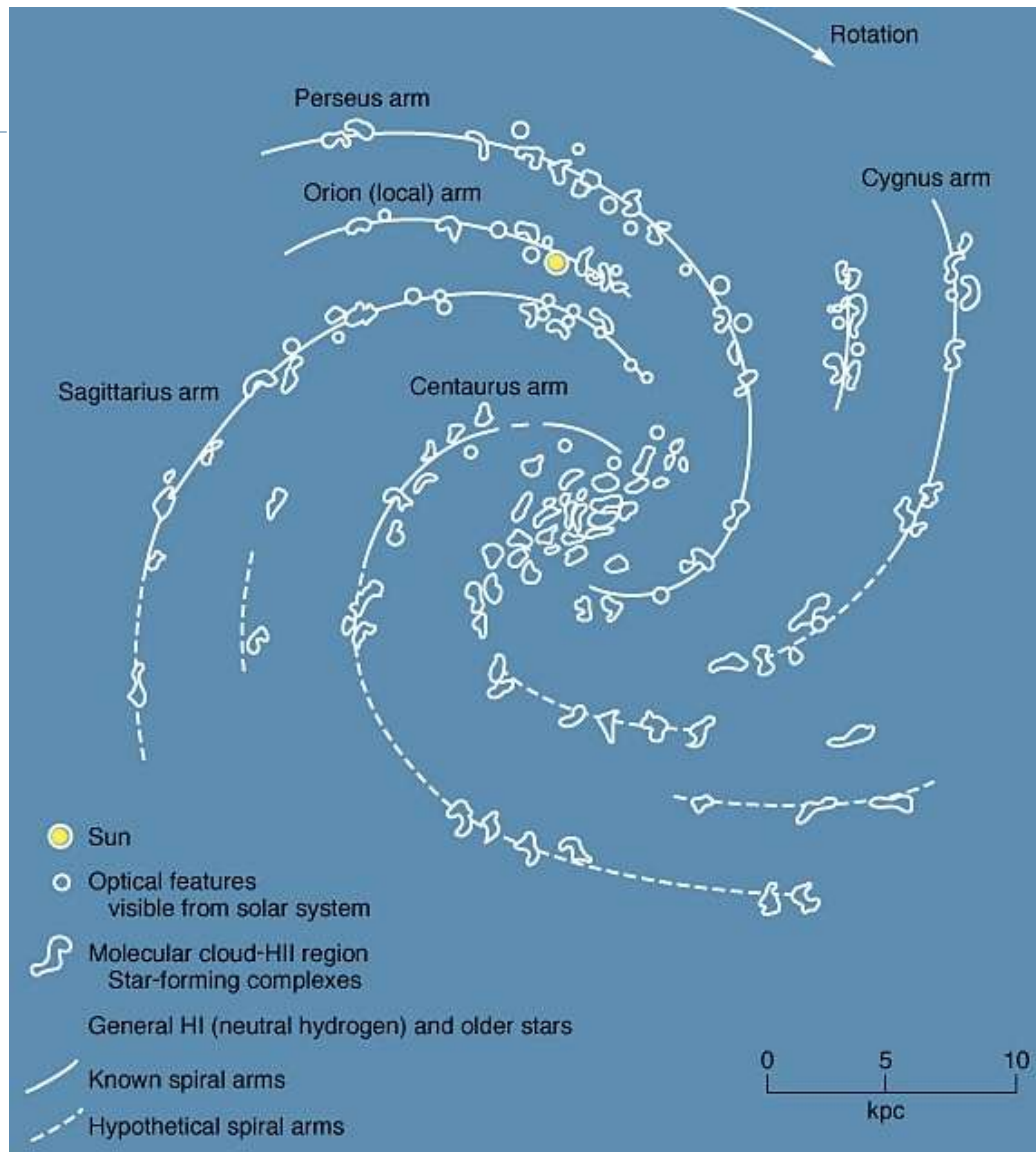 Rotation
Perseus arm
Orion (local) arm
Cygnus arm
Sagittarius arm
Centaurus arm
Sun
Optical features
visible from solar system
Molecular cloud-HII region
Star-forming complexes
General HI (neutral hydrogen) and older stars
Known spiral arms
Hypothetical spiral arms
0 5 10
kpc